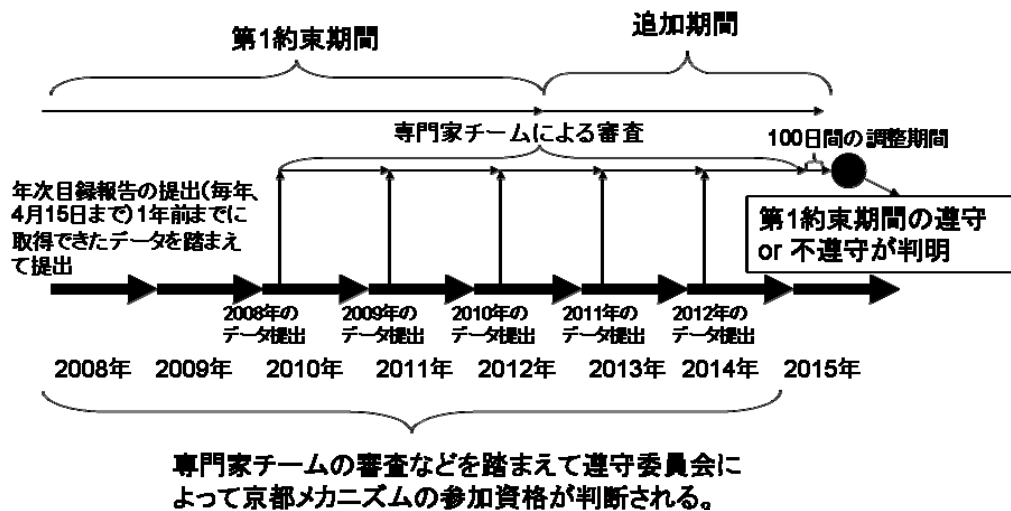 第1約束期間
追加期間
専門家チームによる審査
100日間の調整期間
年次目録報告の提出(毎年、
4月15日まで)1年前までに
取得できたデータを踏まえ
て提出
第1約束期間の遵守
or 不遵守が判明
2008年の
データ提出
2009年の
データ提出
2010年の
データ提出
2011年の
データ提出
2012年の
データ提出
2008年
2009年
2010年
2011年
2012年
2013年
2014年
2015年
専門家チームの審査などを踏まえて遵守委員会に
よって京都メカニズムの参加資格が判断される。